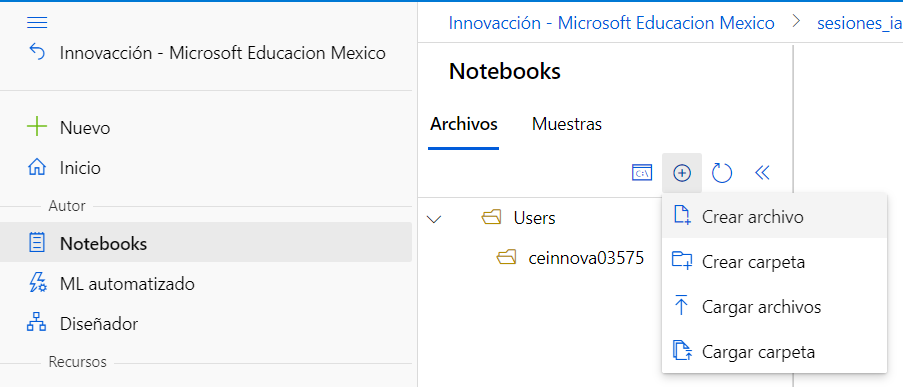 Innovacción - Microsoft Educacion Mexico
Nuevo
Inicio
Autor
Notebooks
ML automatizado
Diseñador
Recursos
Innovacción - Microsoft Educacion Mexico > sesiones_ia
Notebooks
Archivos Muestras
C:\
Users
ceinnova03575
Crear archivo
Crear carpeta
Cargar archivos
Cargar carpeta